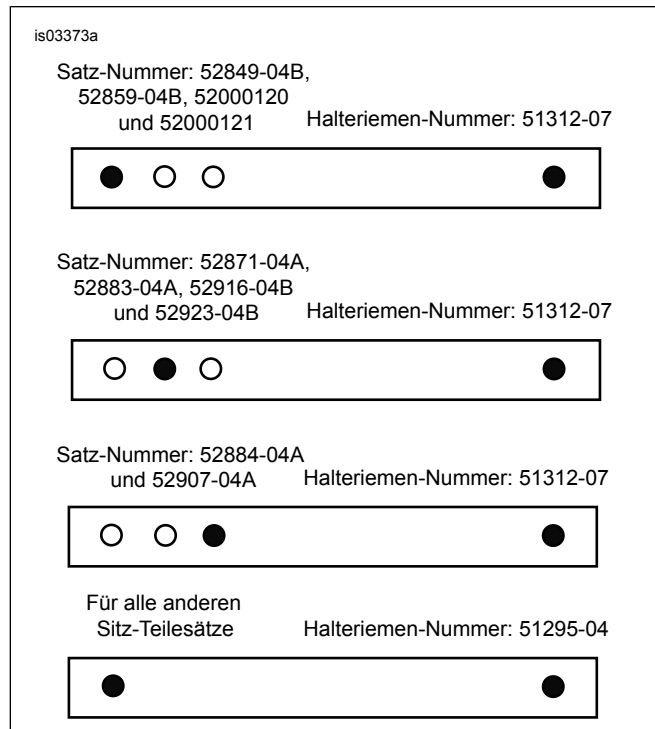 is03373a
Satz-Nummer: 52849-04B,
52859-04B, 52000120
und 52000121
Halteriemen-Nummer: 51312-07
Satz-Nummer: 52871-04A,
52883-04A, 52916-04B
und 52923-04B
Halteriemen-Nummer: 51312-07
Satz-Nummer: 52884-04A
und 52907-04A
Halteriemen-Nummer: 51312-07
Für alle anderen
Sitz-Teilesätze
Halteriemen-Nummer: 51295-04